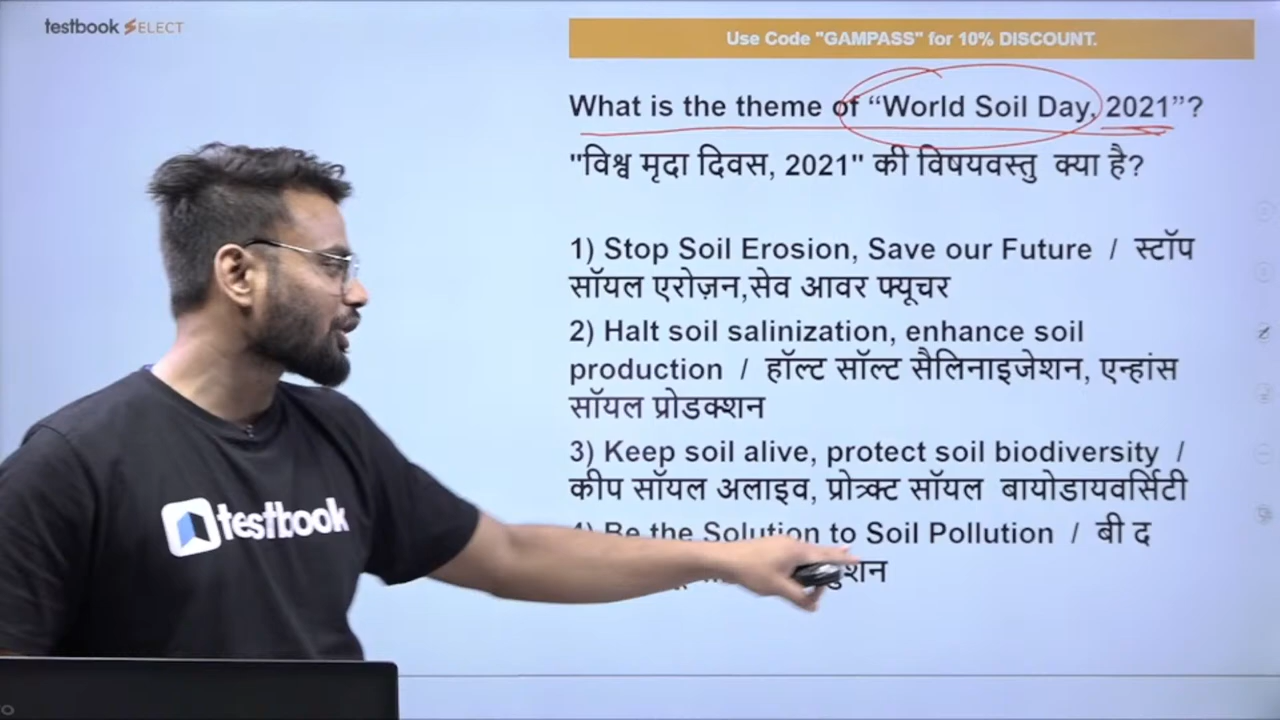 testbook SELECT
Use Code "GAMPASS" for 10% DISCOUNT.
What is the theme of “World Soil Day, 2021”?
"विश्व मृदा दिवस, 2021" की विषयवस्तु क्या है?
1) Stop Soil Erosion, Save our Future / स्टॉप
सॉयल एरोज़न,सेव आवर फ्यूचर
2) Halt soil salinization, enhance soil
production / हॉल्ट सॉल्ट सैलिनाइजेशन, एन्हांस
सॉयल प्रोडक्शन
3) Keep soil alive, protect soil biodiversity /
कीप सॉयल अलाइव, प्रोत्र्क्ट सॉयल बायोडायवर्सिटी
4) Be the Solution to Soil Pollution / बी द
testbook